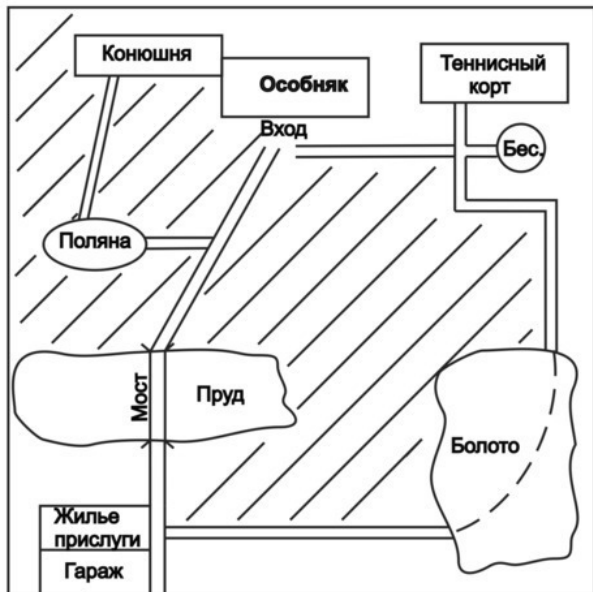 Конюшня
Особняк
Вход
Теннисный
корт
Бес.
Поляна
Мост
Пруд
Болото
Жилье
прислуги
Гараж